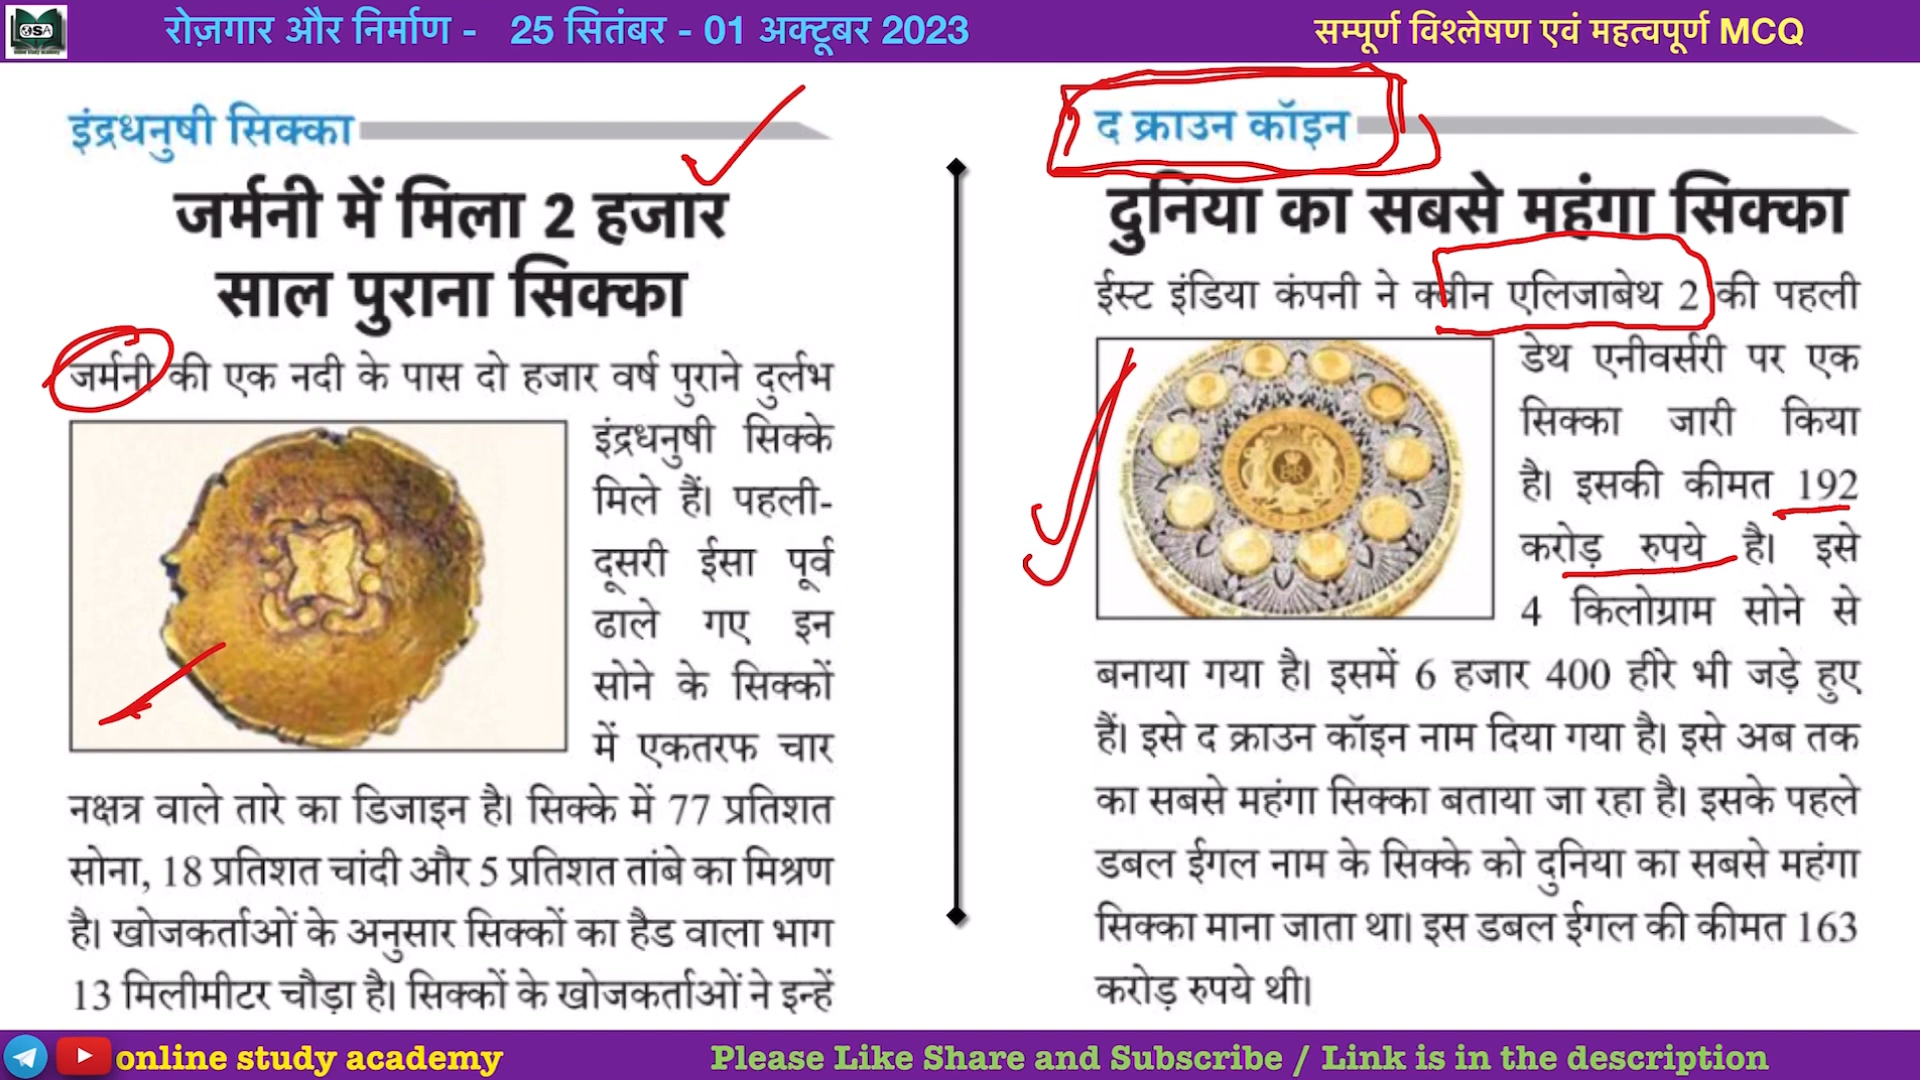 OSA
रोज़गार और निर्माण - 25 सितंबर - 01 अक्टूबर 2023
सम्पूर्ण विश्लेषण एवं महत्वपूर्ण MCQ
इंद्रधनुषी सिक्का
जर्मनी में मिला 2 हजार
साल पुराना सिक्का
जर्मनी की एक नदी के पास दो हजार वर्ष पुराने दुर्लभ
इंद्रधनुषी सिक्के
मिले हैं। पहली-
दूसरी ईसा पूर्व
ढाले गए इन
सोने के सिक्कों
में एकतरफ चार
नक्षत्र वाले तारे का डिजाइन है। सिक्के में 77 प्रतिशत
सोना, 18 प्रतिशत चांदी और 5 प्रतिशत तांबे का मिश्रण
है। खोजकर्ताओं के अनुसार सिक्कों का हैड वाला भाग
13 मिलीमीटर चौड़ा है। सिक्कों के खोजकर्ताओं ने इन्हें
द क्राउन कॉइन
दुनिया का सबसे महंगा सिक्का
ईस्ट इंडिया कंपनी ने क्वीन एलिजाबेथ 2 की पहली
डेथ एनीवर्सरी पर एक
सिक्का जारी किया
है। इसकी कीमत 192
करोड़ रुपये है। इसे
4 किलोग्राम सोने से
बनाया गया है। इसमें 6 हजार 400 हीरे भी जड़े हुए
हैं। इसे द क्राउन कॉइन नाम दिया गया है। इसे अब तक
का सबसे महंगा सिक्का बताया जा रहा है। इसके पहले
डबल ईगल नाम के सिक्के को दुनिया का सबसे महंगा
सिक्का माना जाता था। इस डबल ईगल की कीमत 163
करोड़ रुपये थी।
online study academy
Please Like Share and Subscribe / Link is in the description